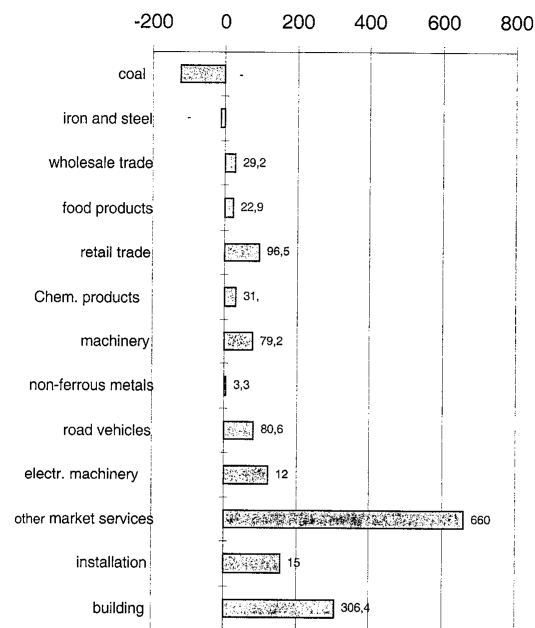 -200 0 200 400 600 800
coal -
iron and steel -
wholesale trade 29,2
food products 22,9
retail trade 96,5
Chem. products 31,
machinery 79,2
non-ferrous metals 3,3
road vehicles 80,6
electr. machinery 12
other market services 660
installation 15
building 306,4